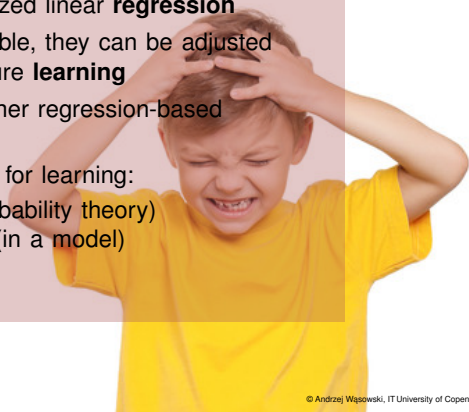 zed linear regression
ble, they can be adjusted
ure learning
her regression-based
for learning:
bability theory)
(in a model)
© Andrzej Wąsowski, IT University of Copen